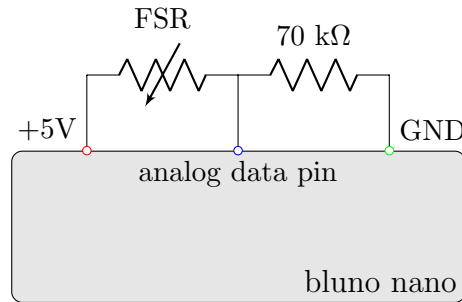 FSR
70 kΩ
+5V
GND
analog data pin
bluno nano